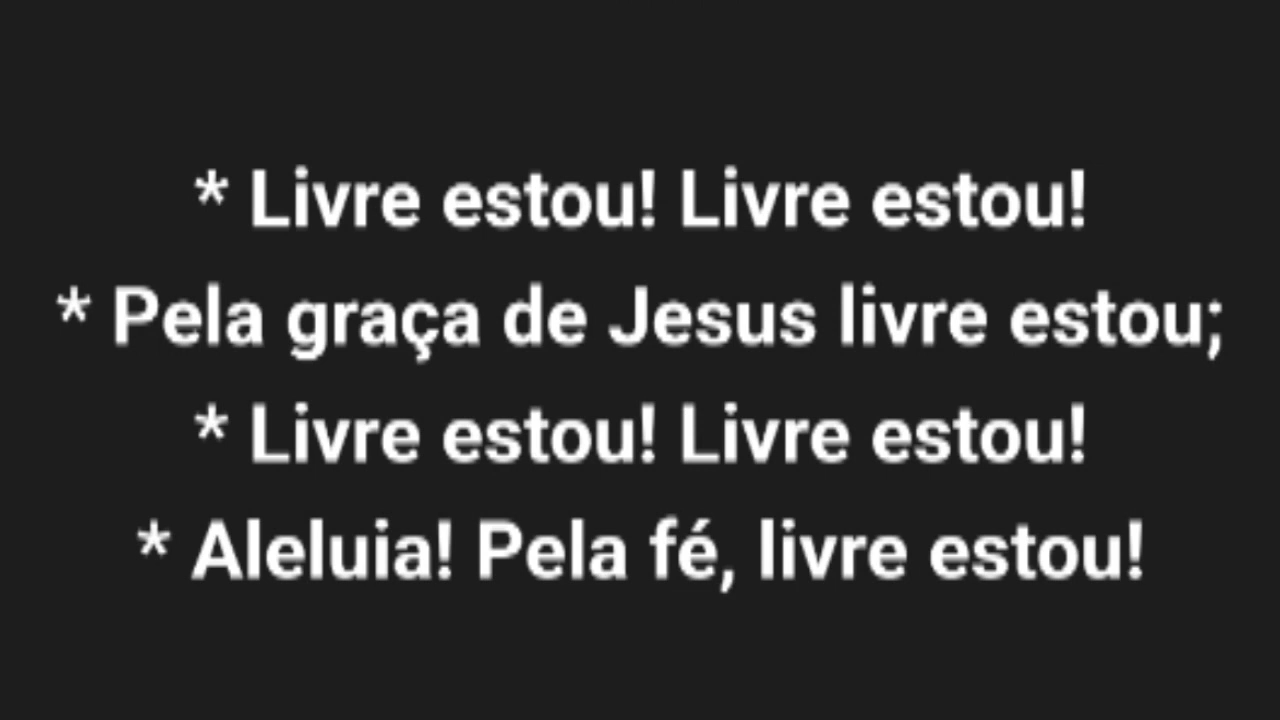 * Livre estou! Livre estou!
* Pela graça de Jesus livre estou;
* Livre estou! Livre estou!
* Aleluia! Pela fé, livre estou!